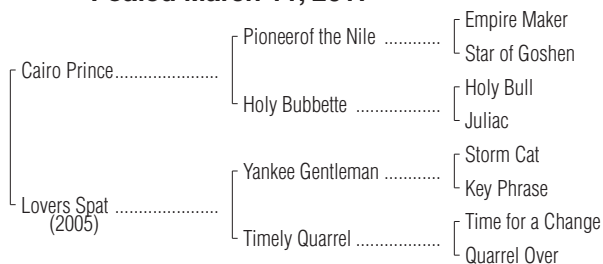 Empire Maker
Pioneerof the Nile ............
Star of Goshen
Cairo Prince......................
Holy Bull
Holy Bubbette ..................
Juliac
Storm Cat
Yankee Gentleman ............
Key Phrase
Lovers Spat ......................
(2005)
Time for a Change
Timely Quarrel ..................
Quarrel Over